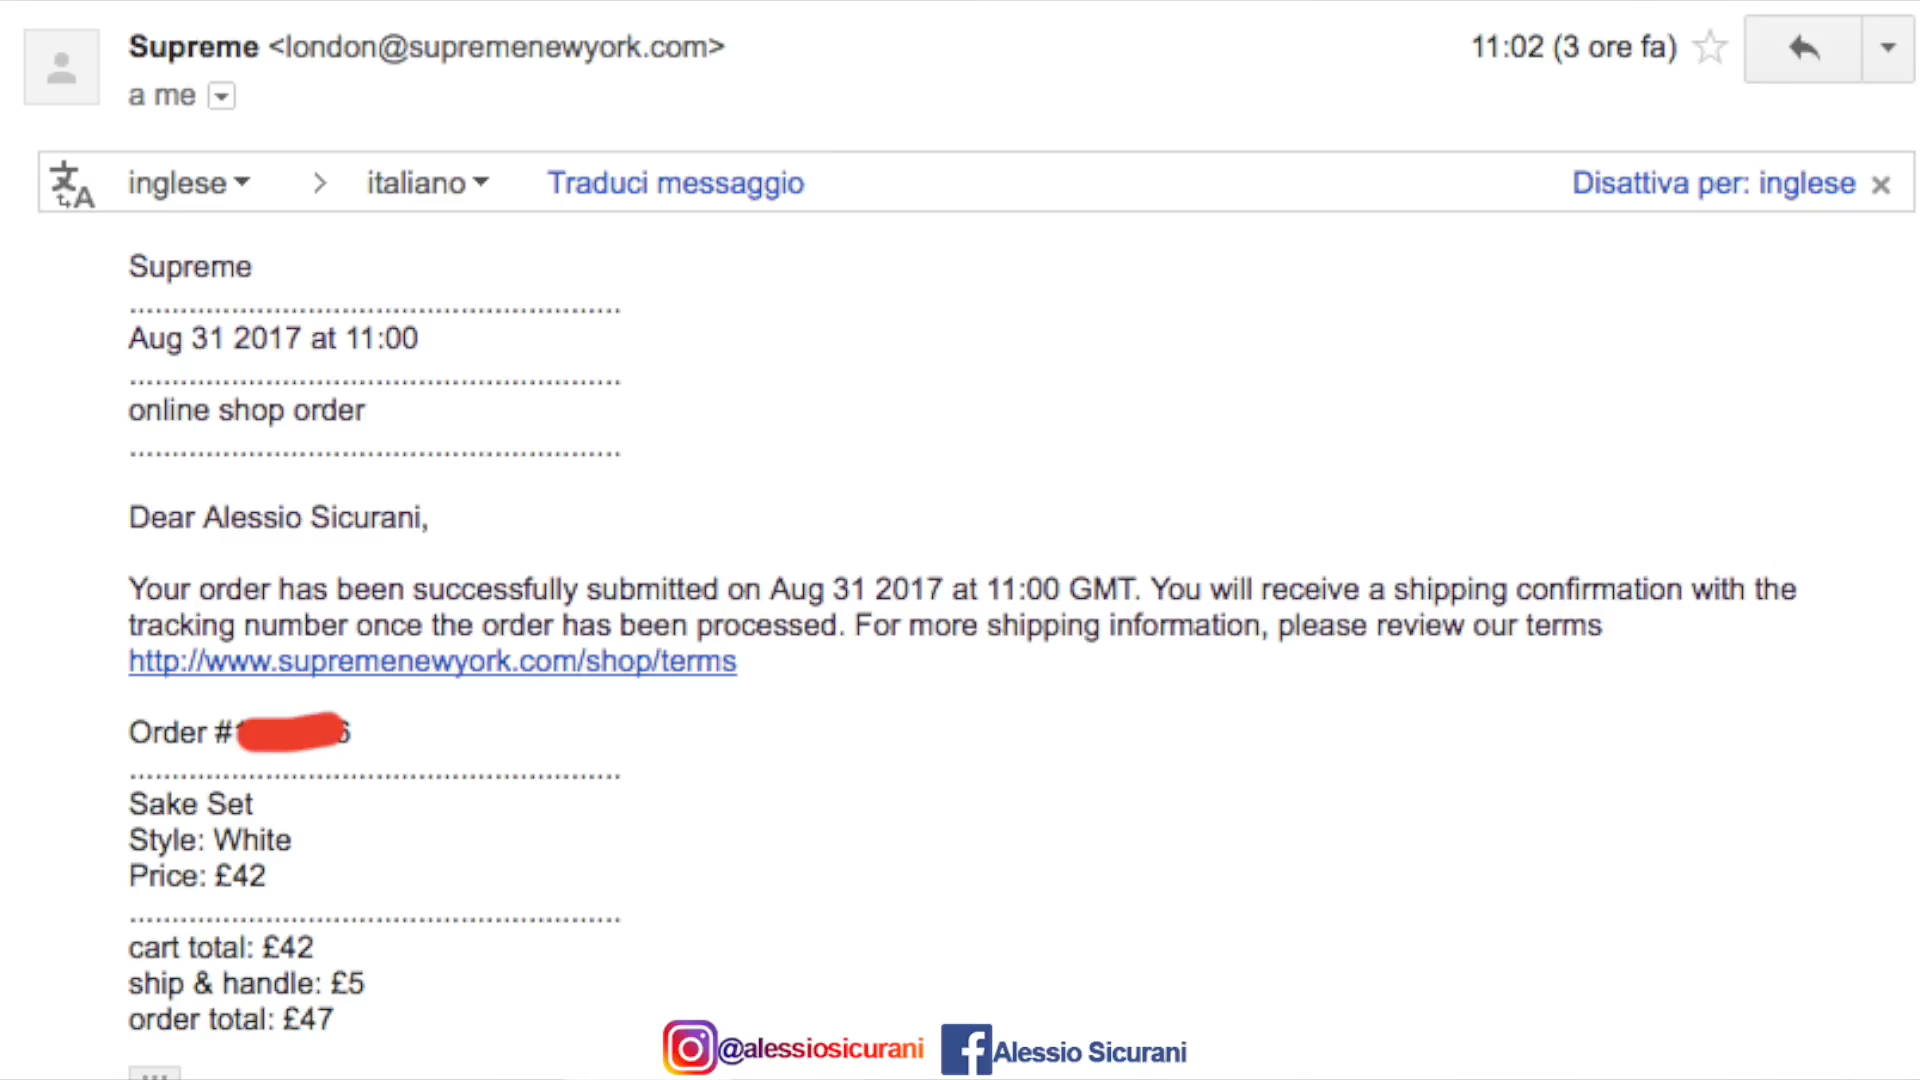 Supreme <london@supremenewyork.com>
11:02 (3 ore fa)
a me
inglese > italiano Traduci messaggio Disattiva per: inglese
Supreme
Aug 31 2017 at 11:00
online shop order
Dear Alessio Sicurani,
Your order has been successfully submitted on Aug 31 2017 at 11:00 GMT. You will receive a shipping confirmation with the
tracking number once the order has been processed. For more shipping information, please review our terms
http://www.supremenewyork.com/shop/terms
Order #
Sake Set
Style: White
Price: £42
cart total: £42
ship & handle: £5
order total: £47
@alessiosicurani Alessio Sicurani